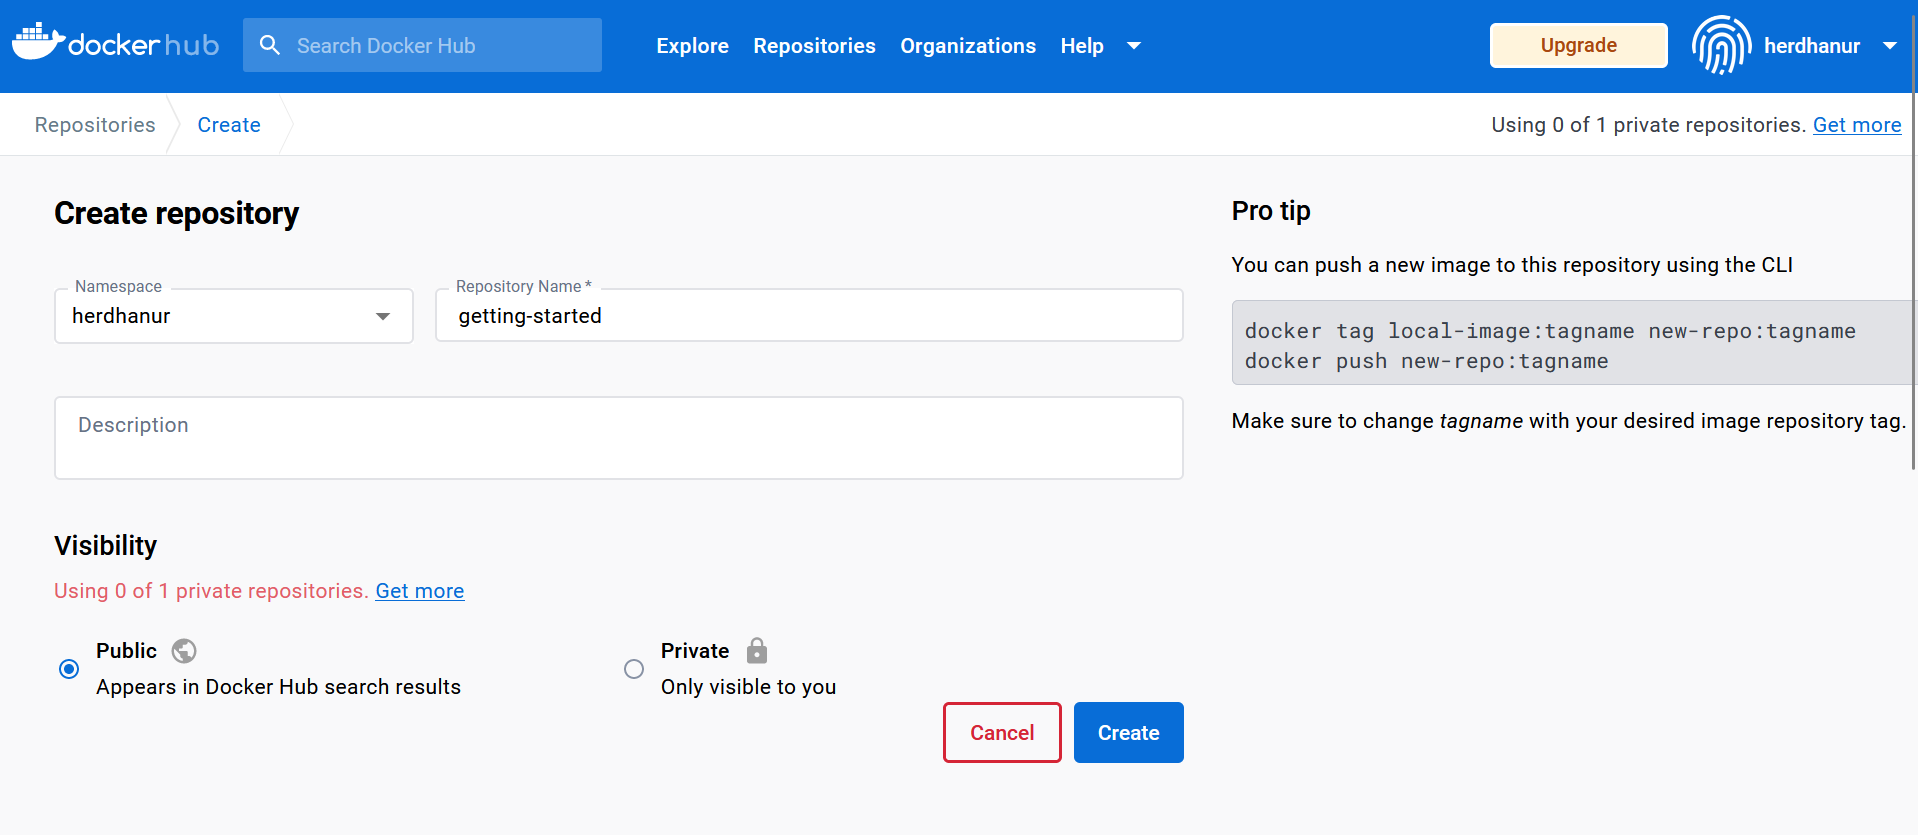 docker hub
Search Docker Hub
Explore
Repositories
Organizations
Help
Upgrade
herdhanur
Repositories
Create
Using 0 of 1 private repositories. Get more
Create repository
Namespace
herdhanur
Repository Name *
getting-started
Description
Visibility
Using 0 of 1 private repositories. Get more
Public
Appears in Docker Hub search results
Private
Only visible to you
Cancel
Create
Pro tip
You can push a new image to this repository using the CLI
docker tag local-image:tagname new-repo:tagname
docker push new-repo:tagname
Make sure to change tagname with your desired image repository tag.